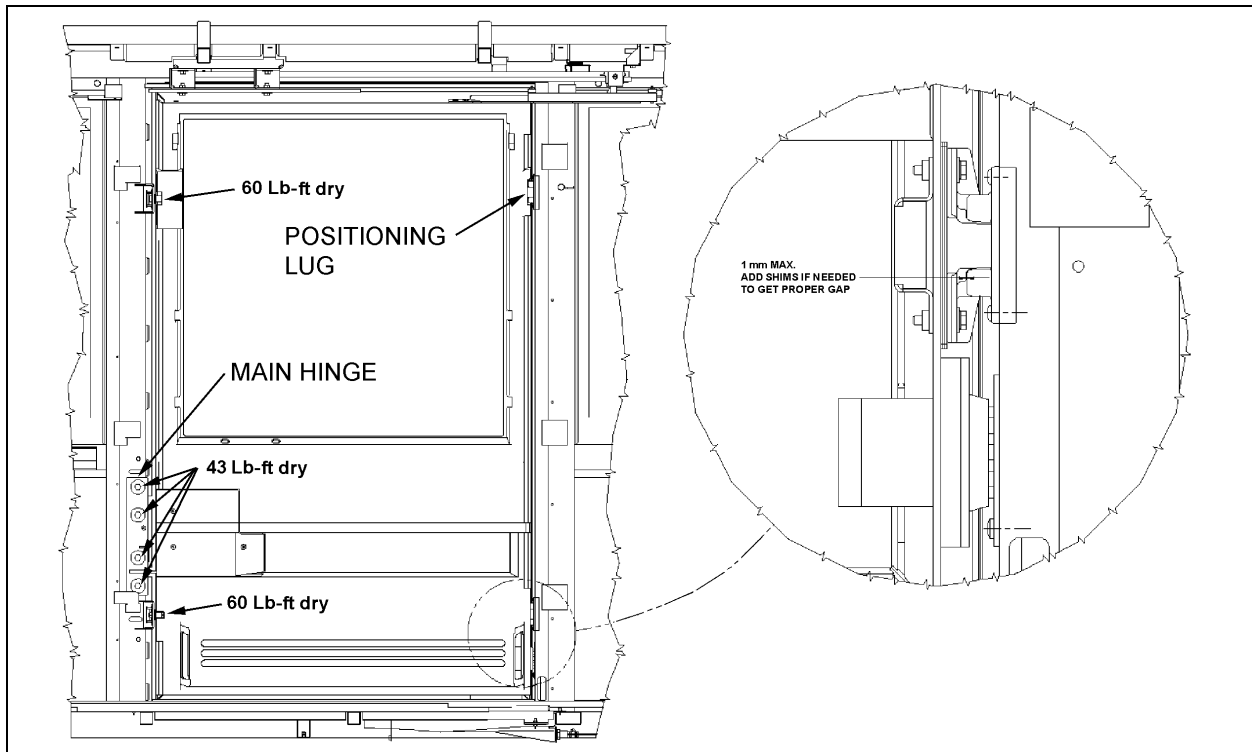 60 Lb-ft dry
POSITIONING
LUG
1 mm MAX.
ADD SHIMS IF NEEDED
TO GET PROPER GAP
MAIN HINGE
43 Lb-ft dry
60 Lb-ft dry